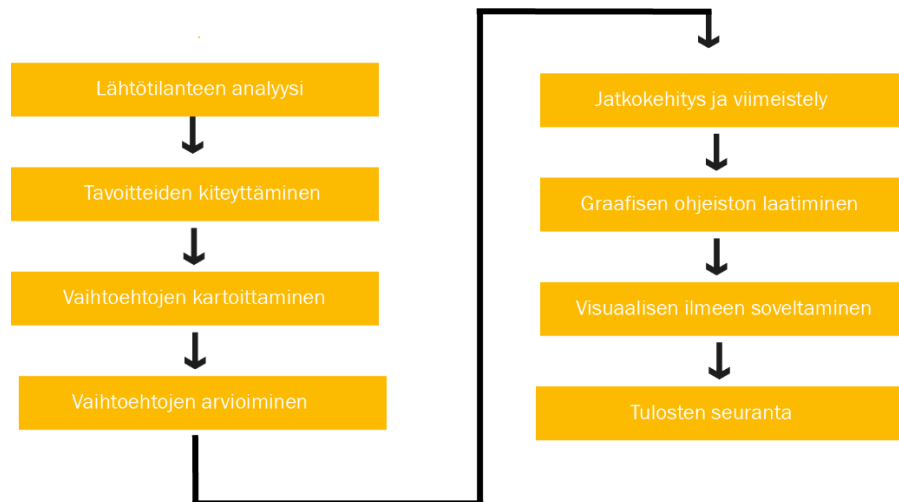 Lähtötilanteen analyysi
Tavoitteiden kiteyttäminen
Vaihtoehtojen kartoittaminen
Vaihtoehtojen arvioiminen
Jatkokehitys ja viimeistely
Graafisen ohjeiston laatiminen
Visuaalisen ilmeen soveltaminen
Tulosten seuranta